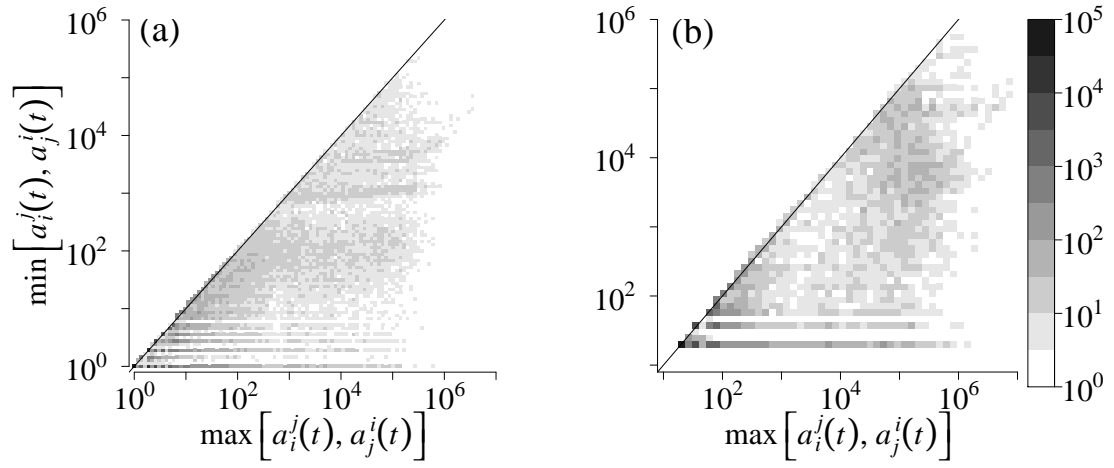 (a)
(b)
10^6
10^4
10^2
10^0
min [a_i^j(t), a_j^i(t)]
10^0 10^2 10^4 10^6
max [a_i^j(t), a_j^i(t)]
10^6
10^4
10^2
10^2 10^4 10^6
max [a_i^j(t), a_j^i(t)]
10^5
10^4
10^3
10^2
10^1
10^0